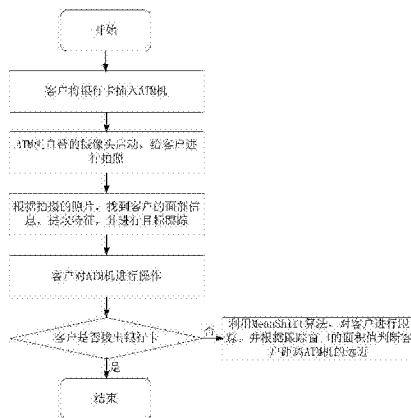 开始
客户将银行卡插入ATM机
ATM机自带的摄像头启动，给客户进
行拍照
根据拍摄的照片，找到客户的面部信
息，提取特征，并进行目标跟踪
客户对ATM机进行操作
客户是否拔出银行卡
否
利用MeanShift算法，对客户进行跟
踪，并根据跟踪窗口的面积值判断客
户距离ATM机的远近
是
结束